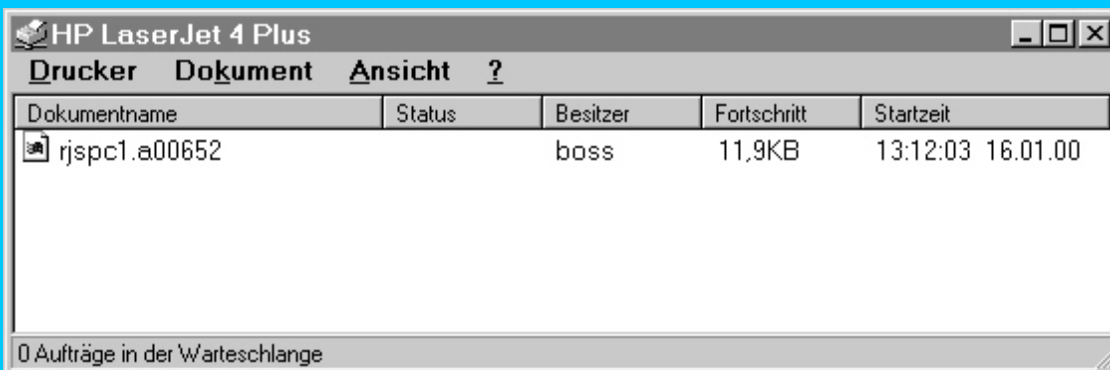 HP LaserJet 4 Plus
Drucker Dokument Ansicht ?
Dokumentname Status Besitzer Fortschritt Startzeit
rjspc1.a00652 boss 11,9KB 13:12:03 16.01.00
0 Aufträge in der Warteschlange